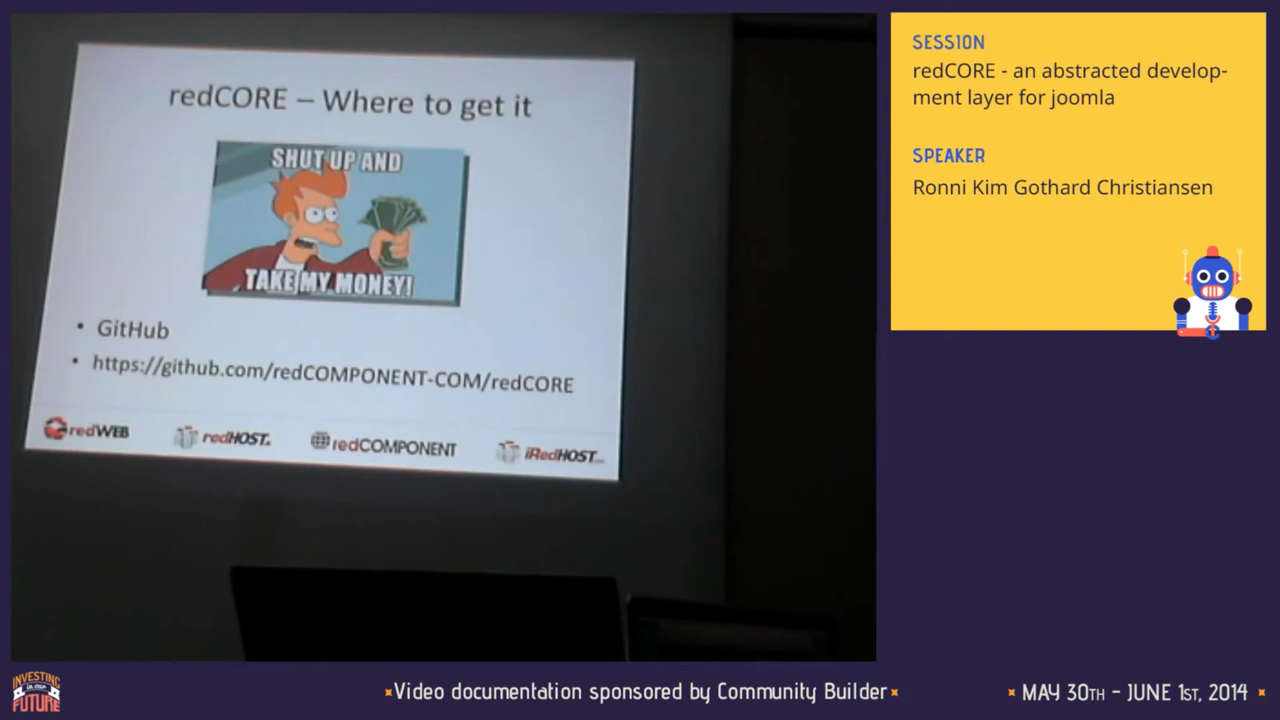 redCORE – Where to get it
SHUT UP AND
TAKE MY MONEY!
• GitHub
• https://github.com/redCOMPONENT-COM/redCORE
redWEB
redHOST
redCOMPONENT
iRedHOST
SESSION
redCORE - an abstracted develop-
ment layer for joomla
SPEAKER
Ronni Kim Gothard Christiansen
INVESTING
in our
FUTURE
Video documentation sponsored by Community Builder
MAY 30TH - JUNE 1ST, 2014